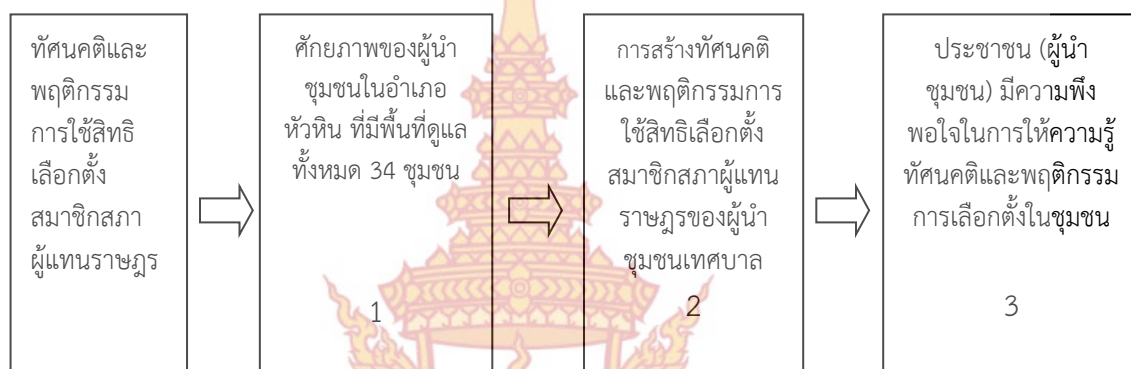 ทัศนคติและ
พฤติกรรม
การใช้สิทธิ
เลือกตั้ง
สมาชิกสภา
ผู้แทนราษฎร
ศักยภาพของผู้นำ
ชุมชนในอำเภอ
หัวหิน ที่มีพื้นที่ดูแล
ทั้งหมด 34 ชุมชน
1
การสร้างทัศนคติ
และพฤติกรรมการ
ใช้สิทธิเลือกตั้ง
สมาชิกสภาผู้แทน
ราษฎรของผู้นำ
ชุมชนเทศบาล
2
ประชาชน (ผู้นำ
ชุมชน) มีความพึง
พอใจในการให้ความรู้
ทัศนคติและพฤติกรรม
การเลือกตั้งในชุมชน
3